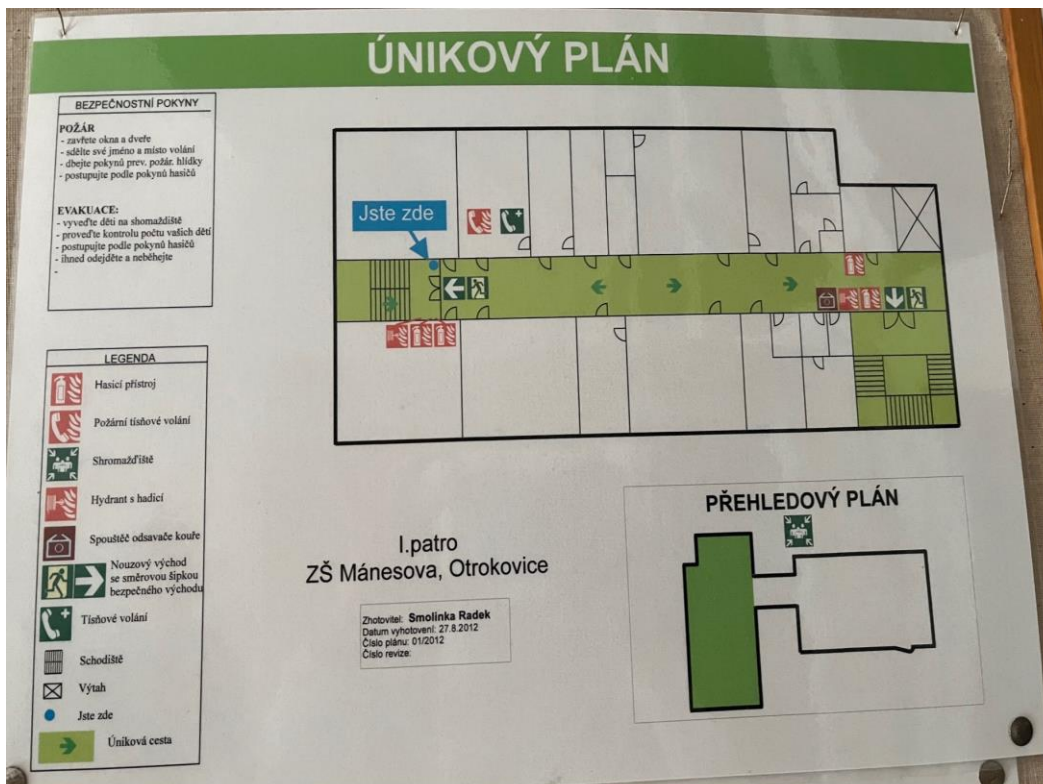 ÚNIKOVÝ PLÁN
BEZPEČNOSTNÍ POKYNY
POŽÁR
- zavřete okna a dveře
- sdělte své jméno a místo volání
- dbejte pokynů prev. požár. hlídky
- postupujte podle pokynů hasičů
EVAKUACE:
- vyveďte děti na shomaždiště
- proveďte kontrolu počtu vašich dětí
- postupujte podle pokynů hasičů
- ihned odejděte a neběhejte
-
Jste zde
LEGENDA
Hasicí přístroj
Požární tísňové volání
Shromažďiště
Hydrant s hadicí
Spouštěč odsavače kouře
Nouzový východ
se směrovou šipkou
bezpečného východu
Tísňové volání
Schodiště
Výtah
Jste zde
Úniková cesta
I.patro
ZŠ Mánesova, Otrokovice
Zhotovitel: Smolinka Radek
Datum vyhotovení: 27.8.2012
Číslo plánu: 01/2012
Číslo revize:
PŘEHLEDOVÝ PLÁN